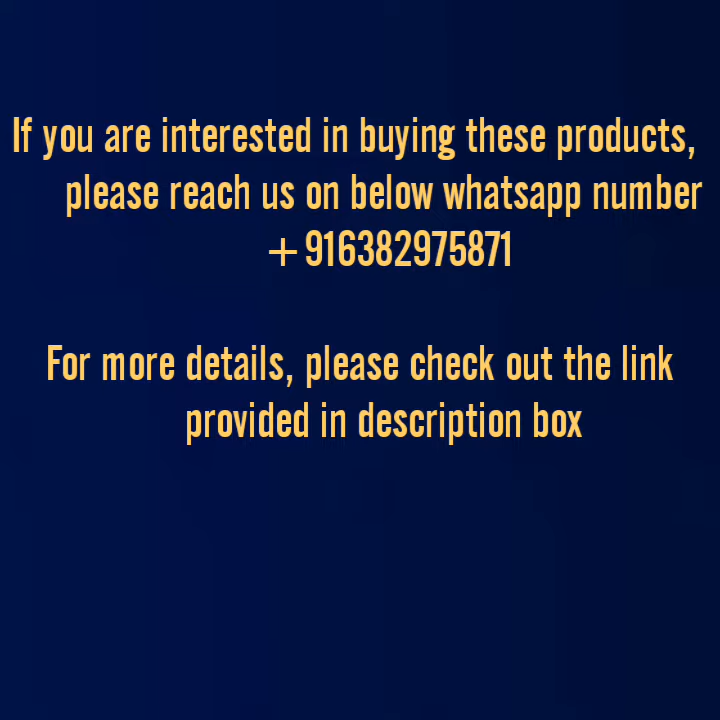 If you are interested in buying these products,
please reach us on below whatsapp number
+916382975871
For more details, please check out the link
provided in description box